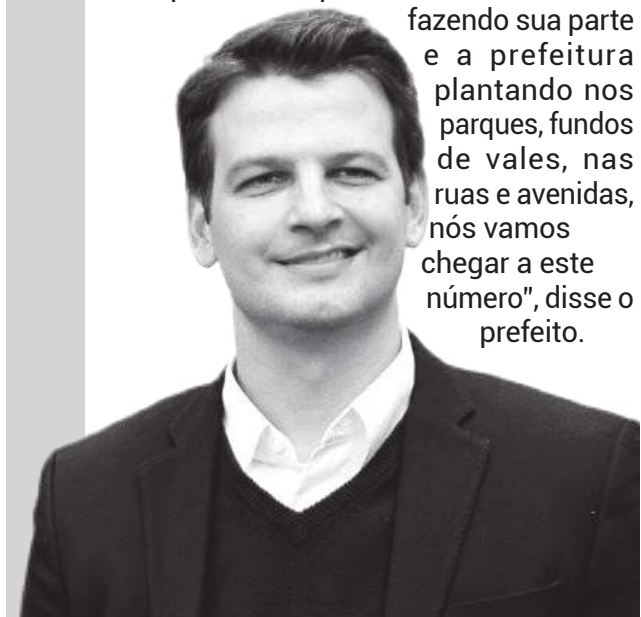 fazendo sua parte
e a prefeitura
plantando nos
parques, fundos
de vales, nas
ruas e avenidas,
nós vamos
chegar a este
número", disse o
prefeito.